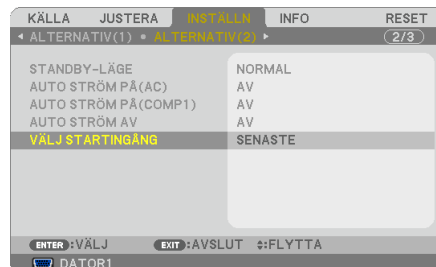 KÄLLA JUSTERA INSTÄLLN INFO RESET
ALTERNATIV(1) • ALTERNATIV(2) 2/3
STANDBY-LÄGE NORMAL
AUTO STRÖM PÅ(AC) AV
AUTO STRÖM PÅ(COMP1) AV
AUTO STRÖM AV AV
VÄLJ STARTINGÅNG SENASTE
ENTER:VÄLJ EXIT:AVSLUT :FLYTTA
DATOR1